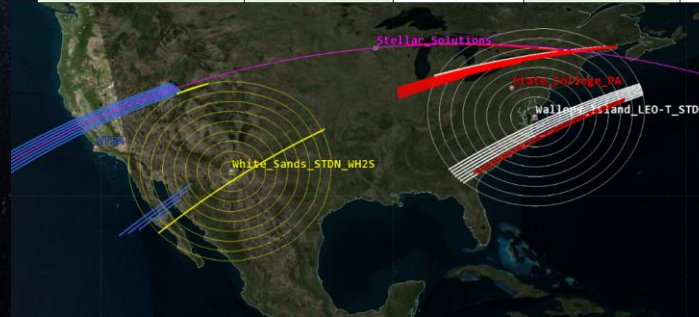 Stellar_Solutions
State_College_PA
Wallops_Island_LEO-T_STD
White_Sands_STDN_WH2S